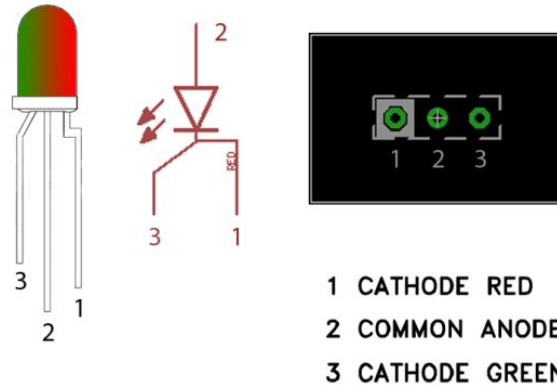 2
RED
3
1
3
2
1
1 2 3
1 CATHODE RED
2 COMMON ANODE
3 CATHODE GREEN